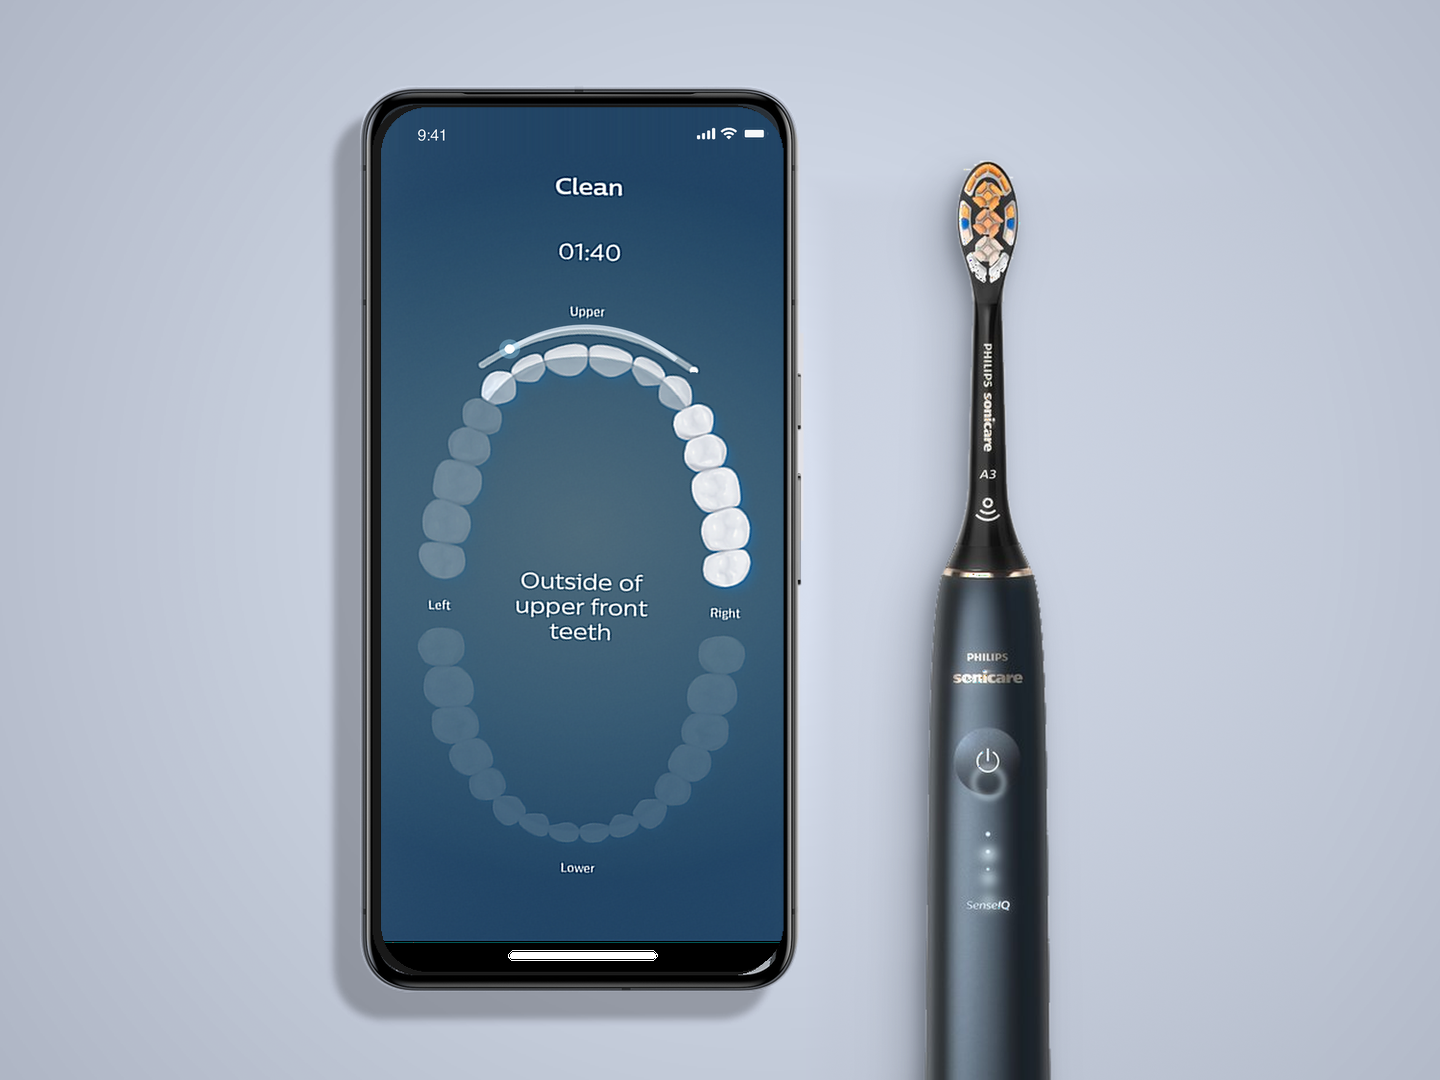 9:41
Clean
01:40
Upper
Outside of
upper front
teeth
Left
Right
Lower
PHILIPS
sonicare
A3
PHILIPS
sonicare
SenseIQ